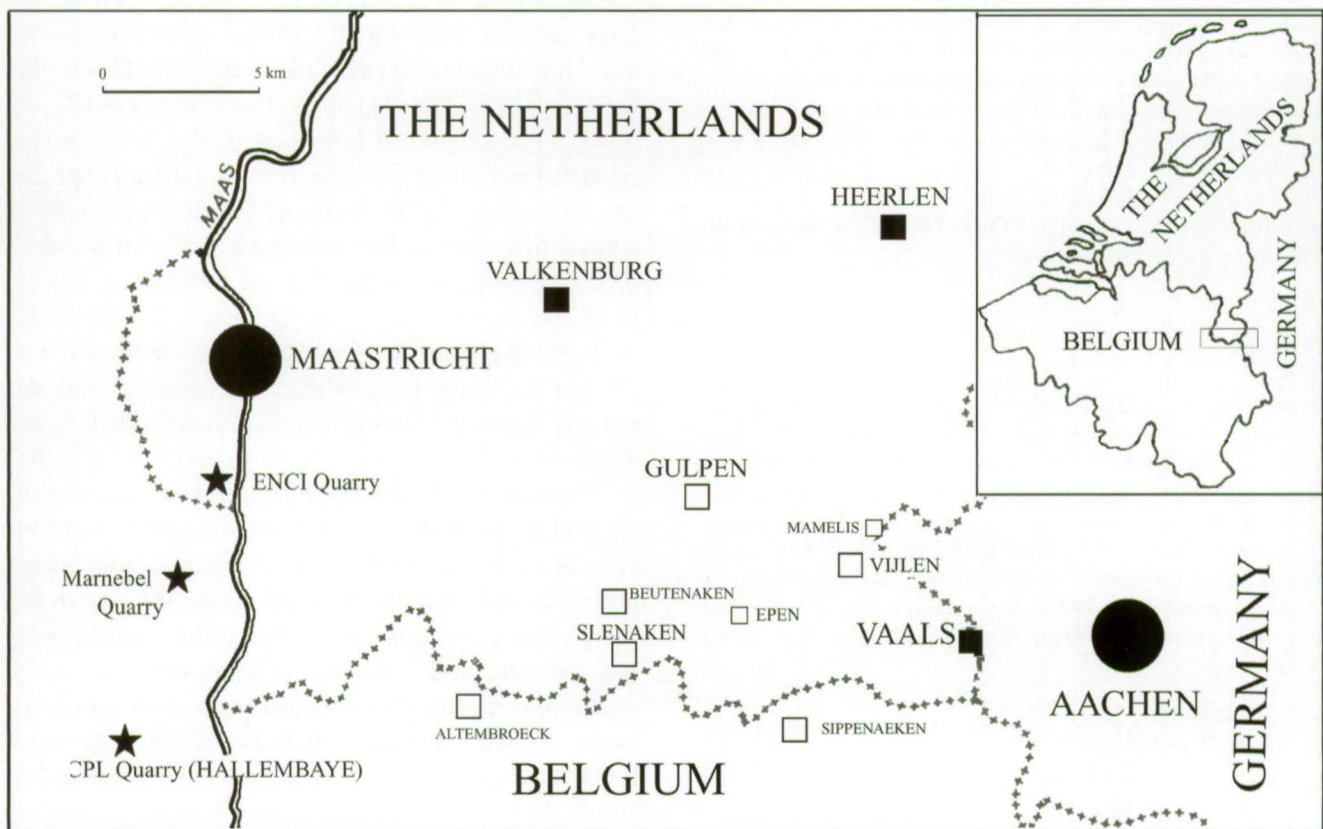 0 5 km
THE NETHERLANDS
MAAS
HEERLEN
VALKENBURG
MAASTRICHT
ENCI Quarry
GULPEN
MAMELIS
VIJLEN
Marnebel
Quarry
BEUTENAKEN
EPEN
SLENAKEN
VAALS
AACHEN
GERMANY
ALTEMBROECK
SIPPENAEKEN
CPL Quarry (HALLEMBAYE)
BELGIUM
THE
NETHERLANDS
GERMANY
BELGIUM